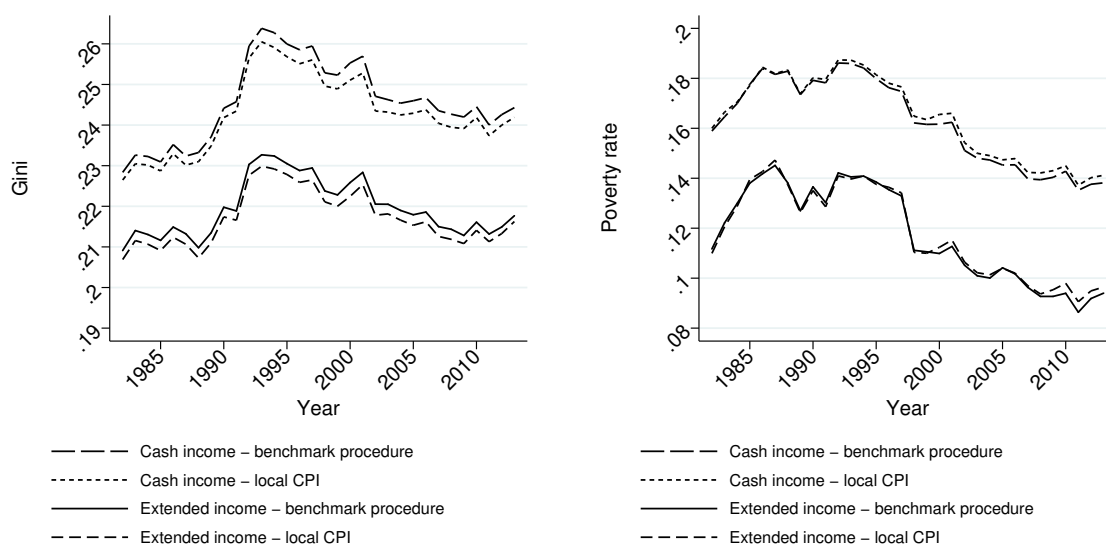 Gini
.26
.25
.24
.23
.22
.21
.2
.19
1985 1990 1995 2000 2005 2010
Year
Cash income − benchmark procedure
Cash income − local CPI
Extended income − benchmark procedure
Extended income − local CPI
Poverty rate
.2
.18
.16
.14
.12
.1
.08
1985 1990 1995 2000 2005 2010
Year
Cash income − benchmark procedure
Cash income − local CPI
Extended income − benchmark procedure
Extended income − local CPI